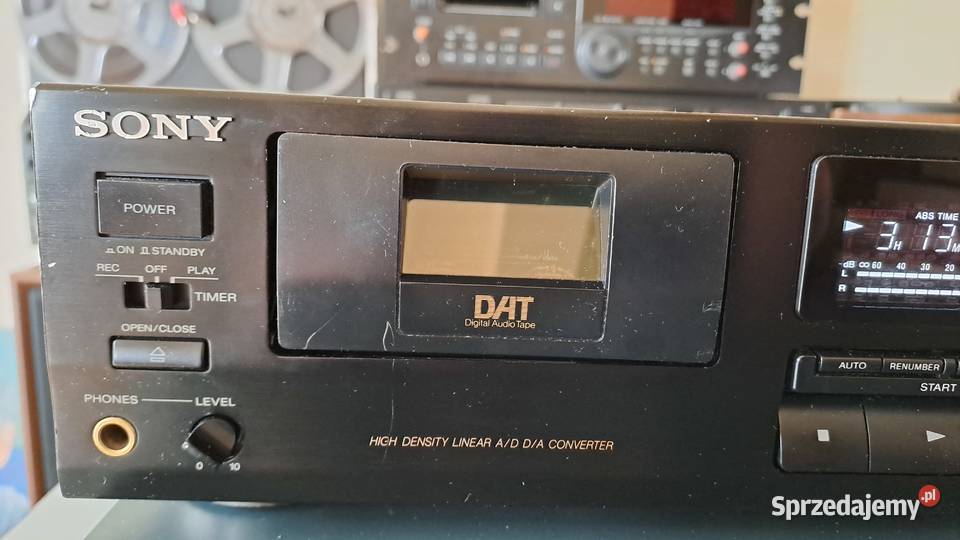 SONY
POWER
ON STANDBY
REC OFF PLAY
TIMER
OPEN/CLOSE
PHONES LEVEL
0 10
DAT
Digital Audio Tape
HIGH DENSITY LINEAR A/D D/A CONVERTER
ABS TIME
3H 13M
-dB ∞ 60 40 30 20
L
R
AUTO RENUMBER
START
Sprzedajemy.pl